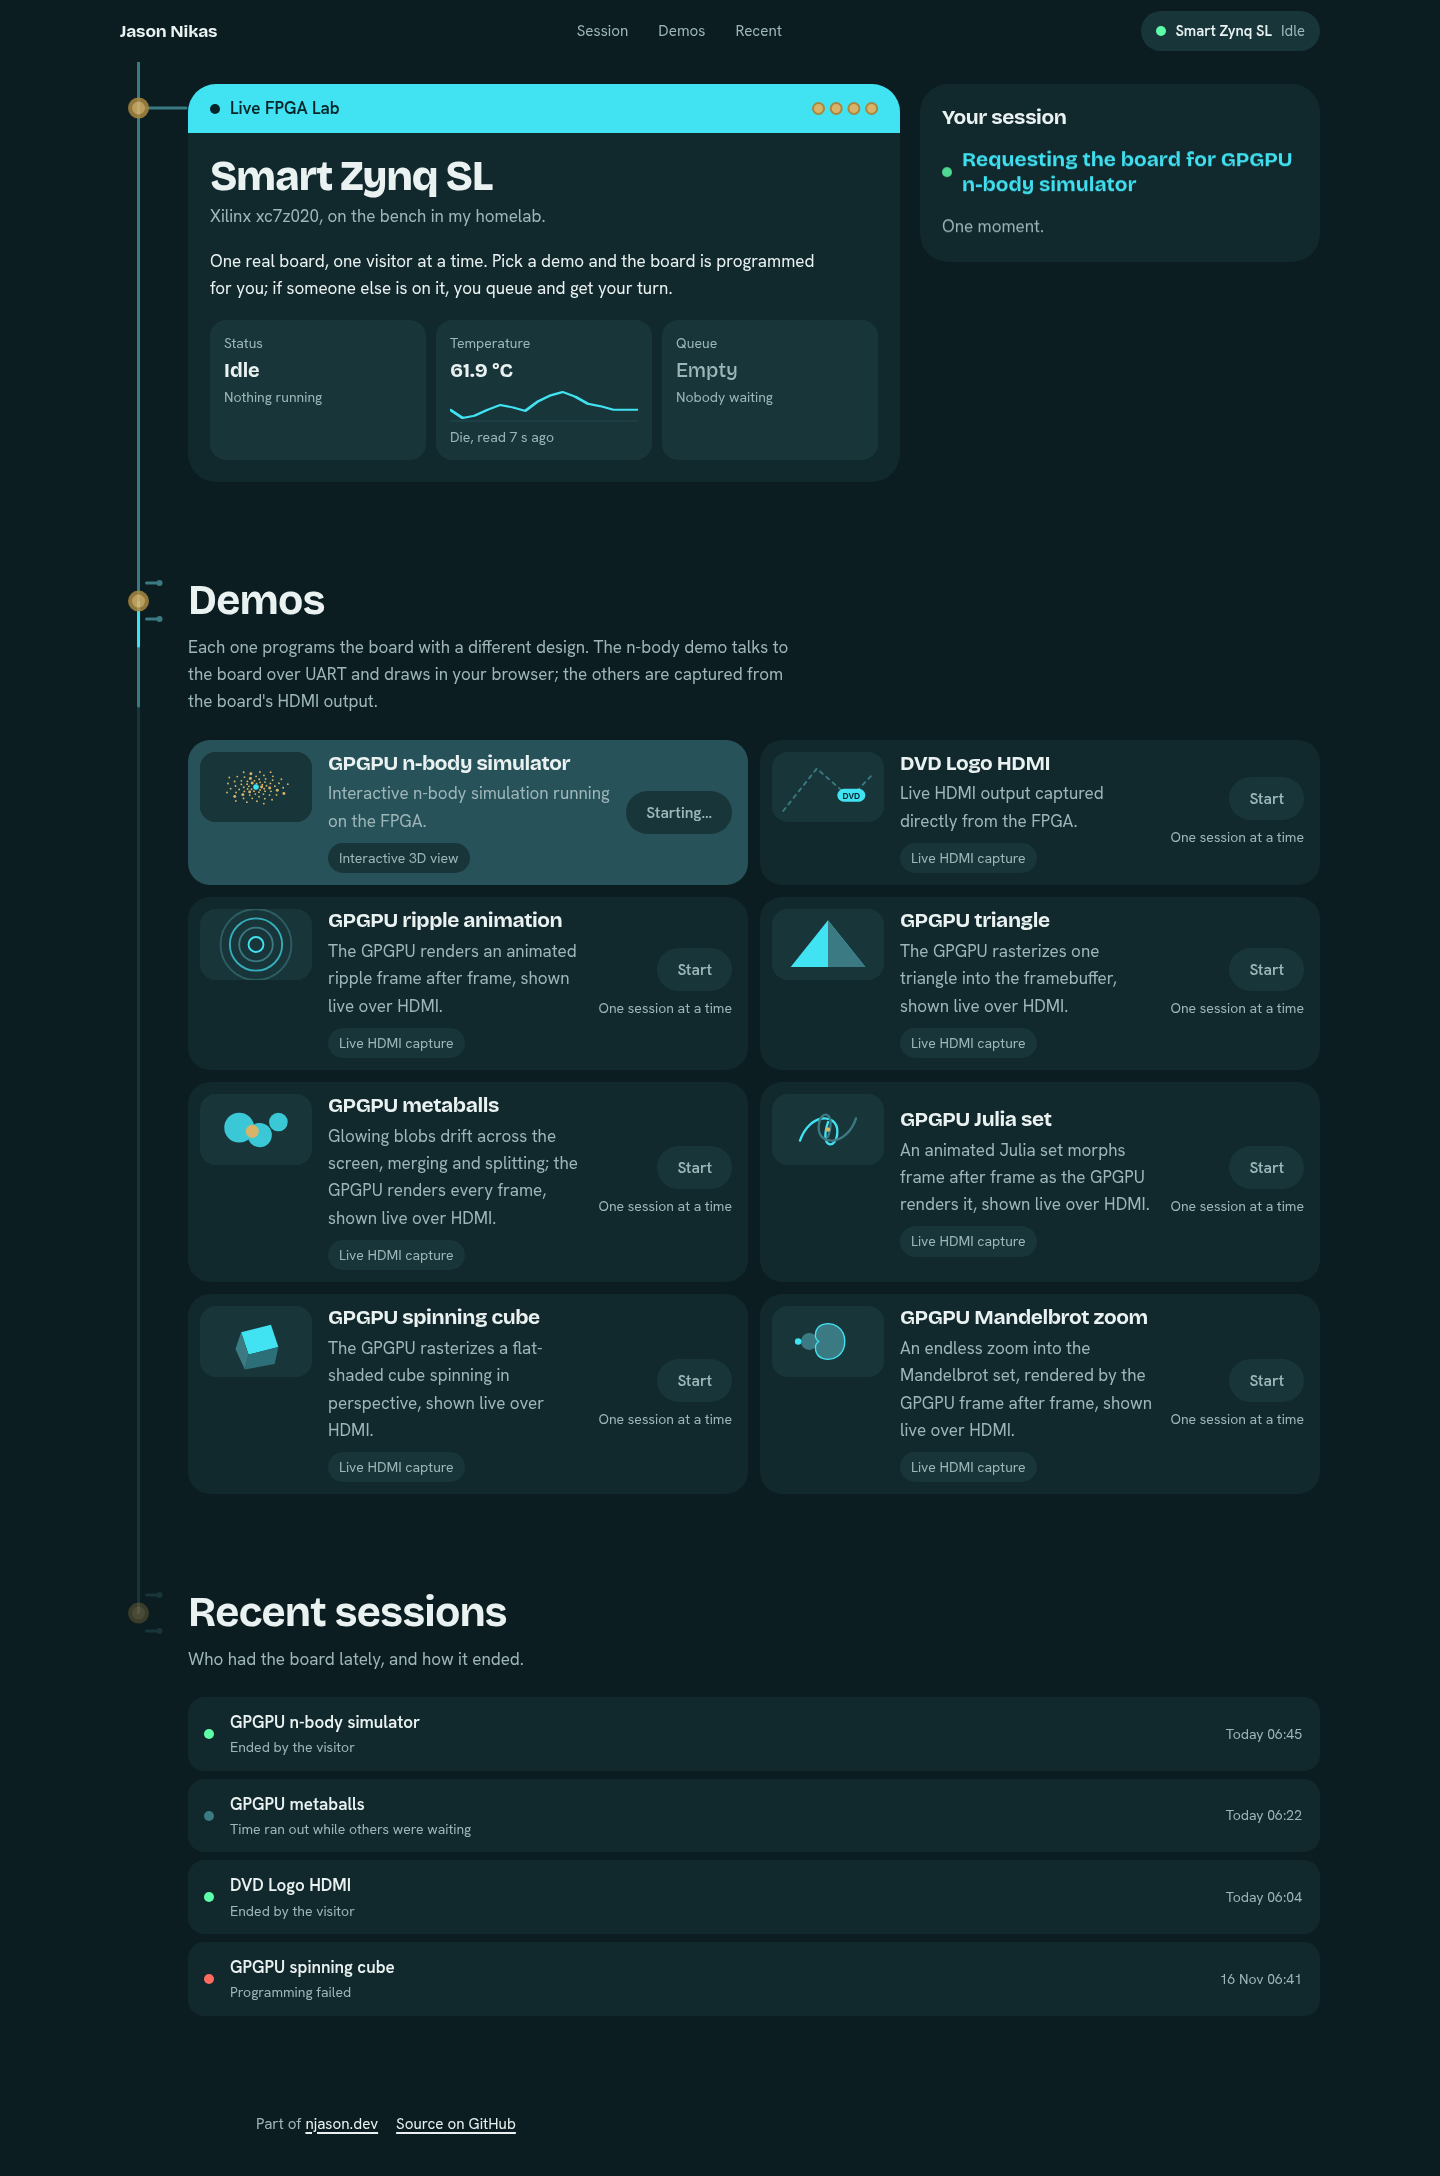 Jason Nikas
Session
Demos
Recent
Smart Zynq SL Idle
Live FPGA Lab
Smart Zynq SL
Xilinx xc7z020, on the bench in my homelab.
One real board, one visitor at a time. Pick a demo and the board is programmed
for you; if someone else is on it, you queue and get your turn.
Status
Idle
Nothing running
Temperature
61.9 °C
Die, read 7 s ago
Queue
Empty
Nobody waiting
Your session
Requesting the board for GPGPU
n-body simulator
One moment.
Demos
Each one programs the board with a different design. The n-body demo talks to
the board over UART and draws in your browser; the others are captured from
the board's HDMI output.
GPGPU n-body simulator
Interactive n-body simulation running
on the FPGA.
Interactive 3D view
Starting...
DVD
DVD Logo HDMI
Live HDMI output captured
directly from the FPGA.
Live HDMI capture
Start
One session at a time
GPGPU ripple animation
The GPGPU renders an animated
ripple frame after frame, shown
live over HDMI.
Live HDMI capture
Start
One session at a time
GPGPU triangle
The GPGPU rasterizes one
triangle into the framebuffer,
shown live over HDMI.
Live HDMI capture
Start
One session at a time
GPGPU metaballs
Glowing blobs drift across the
screen, merging and splitting; the
GPGPU renders every frame,
shown live over HDMI.
Live HDMI capture
Start
One session at a time
GPGPU Julia set
An animated Julia set morphs
frame after frame as the GPGPU
renders it, shown live over HDMI.
Live HDMI capture
Start
One session at a time
GPGPU spinning cube
The GPGPU rasterizes a flat-
shaded cube spinning in
perspective, shown live over
HDMI.
Live HDMI capture
Start
One session at a time
GPGPU Mandelbrot zoom
An endless zoom into the
Mandelbrot set, rendered by the
GPGPU frame after frame, shown
live over HDMI.
Live HDMI capture
Start
One session at a time
Recent sessions
Who had the board lately, and how it ended.
GPGPU n-body simulator
Ended by the visitor
Today 06:45
GPGPU metaballs
Time ran out while others were waiting
Today 06:22
DVD Logo HDMI
Ended by the visitor
Today 06:04
GPGPU spinning cube
Programming failed
16 Nov 06:41
Part of njason.dev Source on GitHub